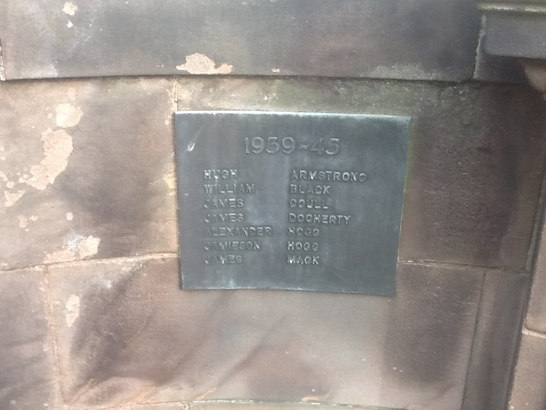 1939-45
HUGH ARMSTRONG
WILLIAM BLACK
JAMES COULL
JAMES DOCHERTY
ALEXANDER HOGG
JAMIESON HOGG
JAMES MACK